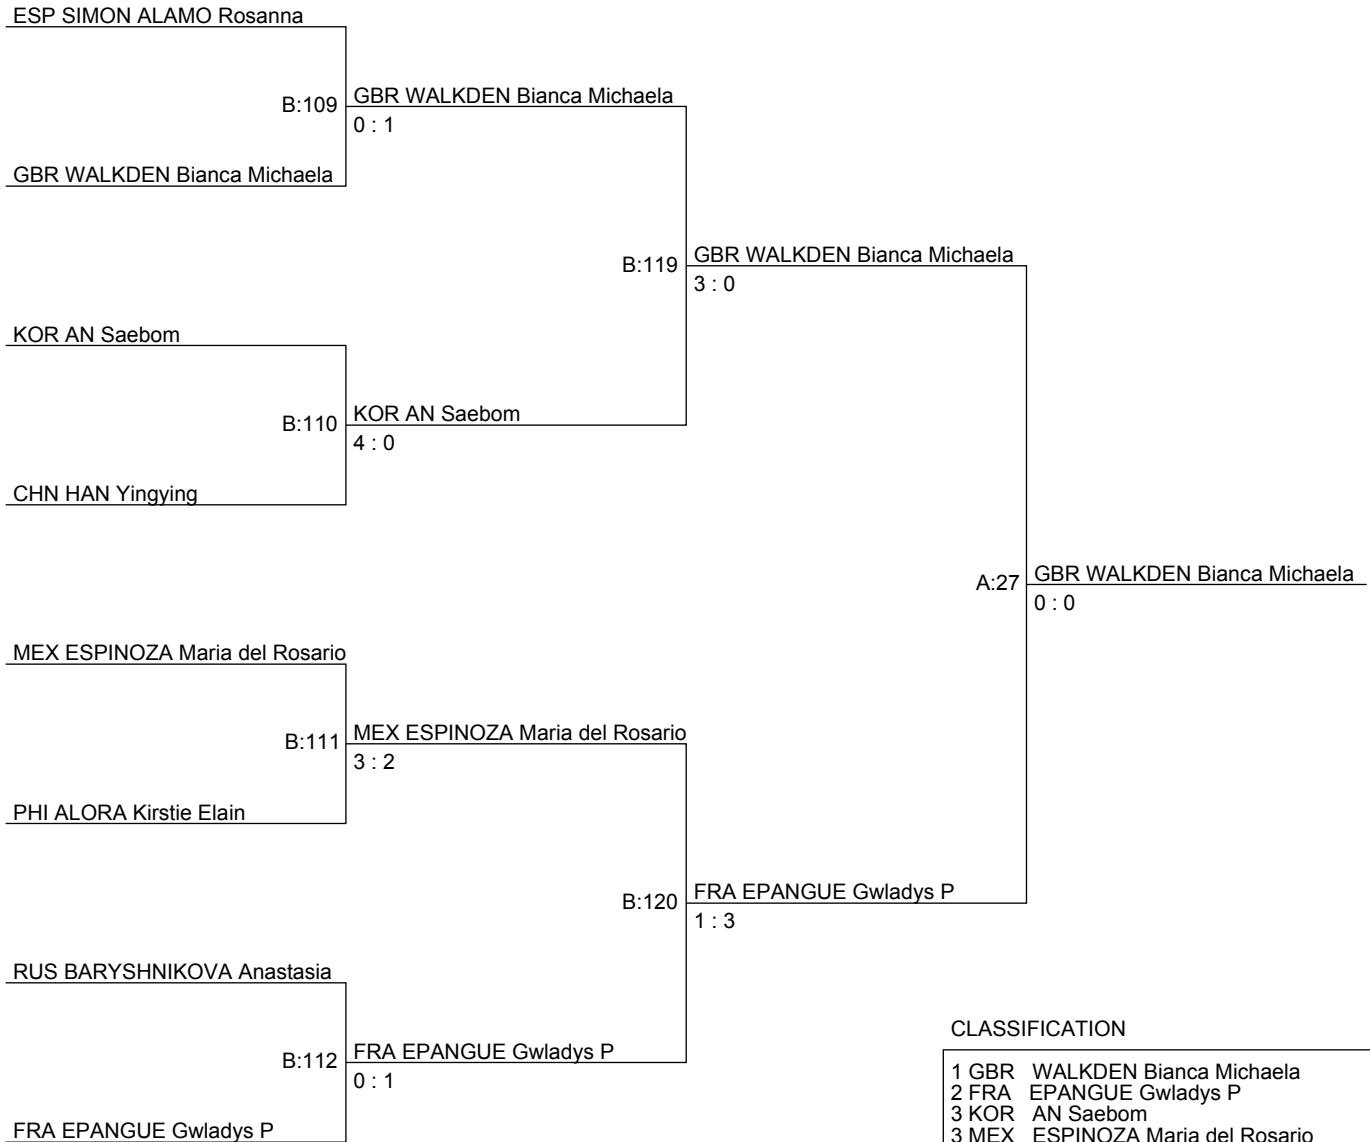 ESP SIMON ALAMO Rosanna
B:109
GBR WALKDEN Bianca Michaela
0 : 1
GBR WALKDEN Bianca Michaela
B:119
GBR WALKDEN Bianca Michaela
3 : 0
KOR AN Saebom
B:110
KOR AN Saebom
4 : 0
CHN HAN Yingying
A:27
GBR WALKDEN Bianca Michaela
0 : 0
MEX ESPINOZA Maria del Rosario
B:111
MEX ESPINOZA Maria del Rosario
3 : 2
PHI ALORA Kirstie Elain
B:120
FRA EPANGUE Gwladys P
1 : 3
RUS BARYSHNIKOVA Anastasia
B:112
FRA EPANGUE Gwladys P
0 : 1
FRA EPANGUE Gwladys P
CLASSIFICATION
1 GBR WALKDEN Bianca Michaela
2 FRA EPANGUE Gwladys P
3 KOR AN Saebom
3 MEX ESPINOZA Maria del Rosario